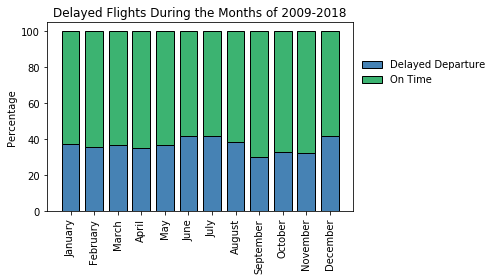 Delayed Flights During the Months of 2009-2018
100
80
60
40
20
0
Percentage
Delayed Departure
On Time
January
February
March
April
May
June
July
August
September
October
November
December